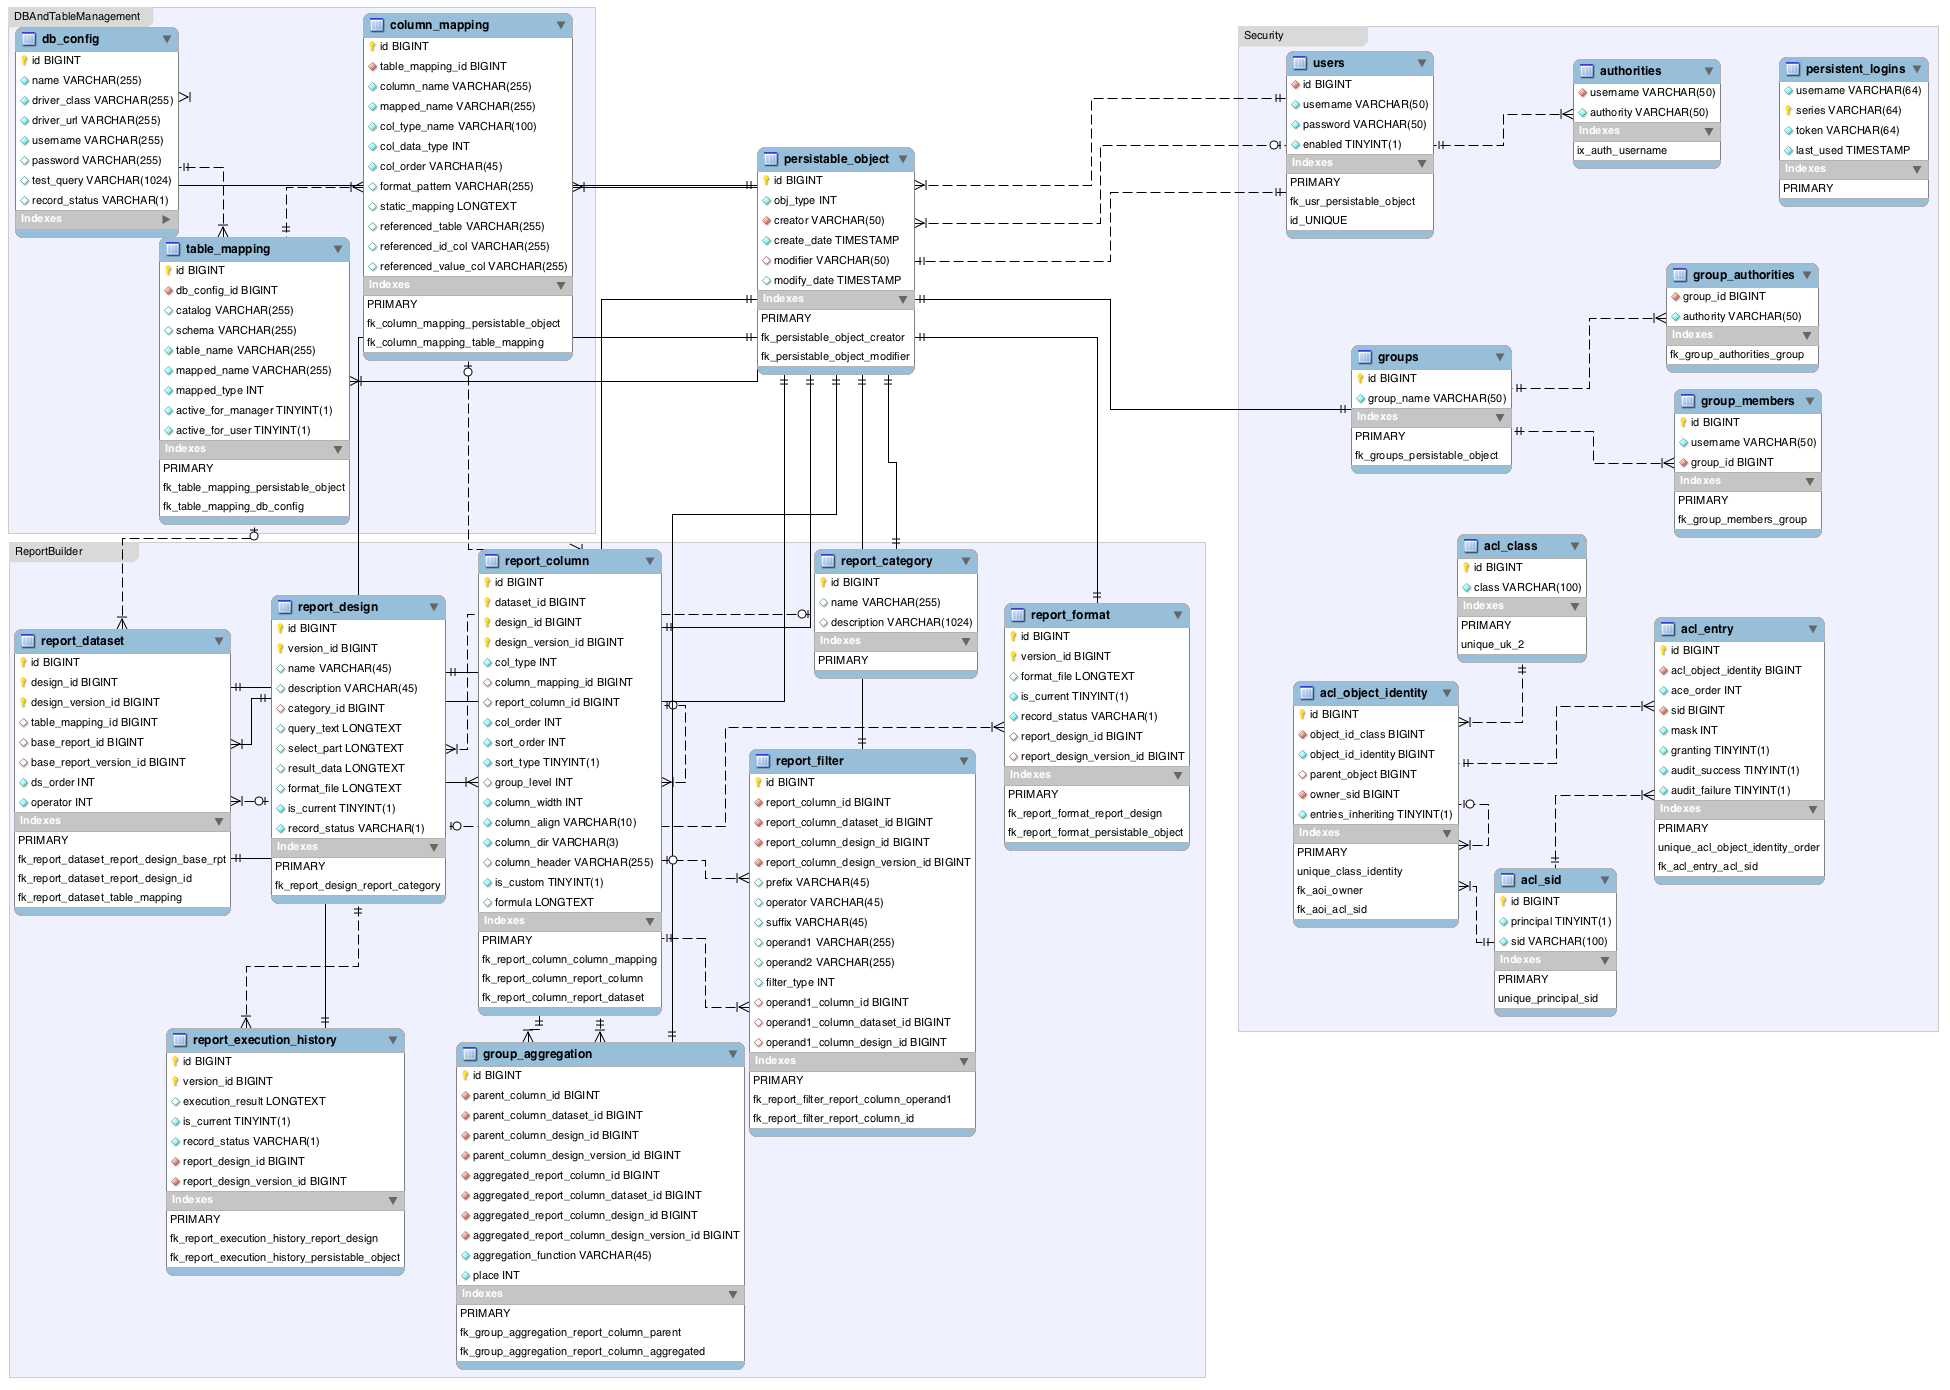 DBAndTableManagement
db_config
id BIGINT
name VARCHAR(255)
driver_class VARCHAR(255)
driver_url VARCHAR(255)
username VARCHAR(255)
password VARCHAR(255)
test_query VARCHAR(1024)
record_status VARCHAR(1)
Indexes
column_mapping
id BIGINT
table_mapping_id BIGINT
column_name VARCHAR(255)
mapped_name VARCHAR(255)
col_type_name VARCHAR(100)
col_data_type INT
col_order VARCHAR(45)
format_pattern VARCHAR(255)
static_mapping LONGTEXT
referenced_table VARCHAR(255)
referenced_id_col VARCHAR(255)
referenced_value_col VARCHAR(255)
Indexes
PRIMARY
fk_column_mapping_persistable_object
fk_column_mapping_table_mapping
table_mapping
id BIGINT
db_config_id BIGINT
catalog VARCHAR(255)
schema VARCHAR(255)
table_name VARCHAR(255)
mapped_name VARCHAR(255)
mapped_type INT
active_for_manager TINYINT(1)
active_for_user TINYINT(1)
Indexes
PRIMARY
fk_table_mapping_persistable_object
fk_table_mapping_db_config
persistable_object
id BIGINT
obj_type INT
creator VARCHAR(50)
create_date TIMESTAMP
modifier VARCHAR(50)
modify_date TIMESTAMP
Indexes
PRIMARY
fk_persistable_object_creator
fk_persistable_object_modifier
Security
users
id BIGINT
username VARCHAR(50)
password VARCHAR(50)
enabled TINYINT(1)
Indexes
PRIMARY
fk_usr_persistable_object
id_UNIQUE
authorities
username VARCHAR(50)
authority VARCHAR(50)
Indexes
ix_auth_username
persistent_logins
username VARCHAR(64)
series VARCHAR(64)
token VARCHAR(64)
last_used TIMESTAMP
Indexes
PRIMARY
group_authorities
group_id BIGINT
authority VARCHAR(50)
Indexes
fk_group_authorities_group
groups
id BIGINT
group_name VARCHAR(50)
Indexes
PRIMARY
fk_groups_persistable_object
group_members
id BIGINT
username VARCHAR(50)
group_id BIGINT
Indexes
PRIMARY
fk_group_members_group
acl_class
id BIGINT
class VARCHAR(100)
Indexes
PRIMARY
unique_uk_2
acl_entry
id BIGINT
acl_object_identity BIGINT
ace_order INT
sid BIGINT
mask INT
granting TINYINT(1)
audit_success TINYINT(1)
audit_failure TINYINT(1)
Indexes
PRIMARY
unique_acl_object_identity_order
fk_acl_entry_acl_sid
acl_object_identity
id BIGINT
object_id_class BIGINT
object_id_identity BIGINT
parent_object BIGINT
owner_sid BIGINT
entries_inheriting TINYINT(1)
Indexes
PRIMARY
unique_class_identity
fk_aoi_owner
fk_aoi_acl_sid
acl_sid
id BIGINT
principal TINYINT(1)
sid VARCHAR(100)
Indexes
PRIMARY
unique_principal_sid
ReportBuilder
report_dataset
id BIGINT
design_id BIGINT
design_version_id BIGINT
table_mapping_id BIGINT
base_report_id BIGINT
base_report_version_id BIGINT
ds_order INT
operator INT
Indexes
PRIMARY
fk_report_dataset_report_design_base_rpt
fk_report_dataset_report_design_id
fk_report_dataset_table_mapping
report_design
id BIGINT
version_id BIGINT
name VARCHAR(45)
description VARCHAR(45)
category_id BIGINT
query_text LONGTEXT
select_part LONGTEXT
result_data LONGTEXT
format_file LONGTEXT
is_current TINYINT(1)
record_status VARCHAR(1)
Indexes
PRIMARY
fk_report_design_report_category
report_column
id BIGINT
dataset_id BIGINT
design_id BIGINT
design_version_id BIGINT
col_type INT
column_mapping_id BIGINT
report_column_id BIGINT
col_order INT
sort_order INT
sort_type TINYINT(1)
group_level INT
column_width INT
column_align VARCHAR(10)
column_dir VARCHAR(3)
column_header VARCHAR(255)
is_custom TINYINT(1)
formula LONGTEXT
Indexes
PRIMARY
fk_report_column_column_mapping
fk_report_column_report_column
fk_report_column_report_dataset
report_category
id BIGINT
name VARCHAR(255)
description VARCHAR(1024)
Indexes
PRIMARY
report_format
id BIGINT
version_id BIGINT
format_file LONGTEXT
is_current TINYINT(1)
record_status VARCHAR(1)
report_design_id BIGINT
report_design_version_id BIGINT
Indexes
PRIMARY
fk_report_format_report_design
fk_report_format_persistable_object
report_filter
id BIGINT
report_column_id BIGINT
report_column_dataset_id BIGINT
report_column_design_id BIGINT
report_column_design_version_id BIGINT
prefix VARCHAR(45)
operator VARCHAR(45)
suffix VARCHAR(45)
operand1 VARCHAR(255)
operand2 VARCHAR(255)
filter_type INT
operand1_column_id BIGINT
operand1_column_dataset_id BIGINT
operand1_column_design_id BIGINT
Indexes
PRIMARY
fk_report_filter_report_column_operand1
fk_report_filter_report_column_id
report_execution_history
id BIGINT
version_id BIGINT
execution_result LONGTEXT
is_current TINYINT(1)
record_status VARCHAR(1)
report_design_id BIGINT
report_design_version_id BIGINT
Indexes
PRIMARY
fk_report_execution_history_report_design
fk_report_execution_history_persistable_object
group_aggregation
id BIGINT
parent_column_id BIGINT
parent_column_dataset_id BIGINT
parent_column_design_id BIGINT
parent_column_design_version_id BIGINT
aggregated_report_column_id BIGINT
aggregated_report_column_dataset_id BIGINT
aggregated_report_column_design_id BIGINT
aggregated_report_column_design_version_id BIGINT
aggregation_function VARCHAR(45)
place INT
Indexes
PRIMARY
fk_group_aggregation_report_column_parent
fk_group_aggregation_report_column_aggregated